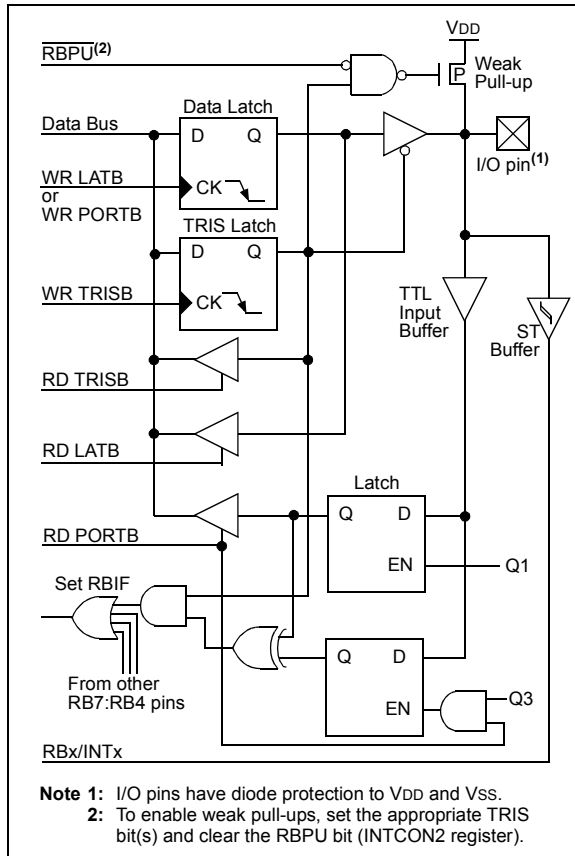 RBPU(2)
VDD
P
Weak
Pull-up
Data Latch
Data Bus
D
Q
I/O pin(1)
WR LATB
or
WR PORTB
CK
TRIS Latch
D
Q
WR TRISB
CK
TTL
Input
Buffer
ST
Buffer
RD TRISB
RD LATB
Latch
Q
D
RD PORTB
EN
Q1
Set RBIF
Q
D
From other
RB7:RB4 pins
EN
Q3
RBx/INTx
Note 1: I/O pins have diode protection to VDD and VSS.
2: To enable weak pull-ups, set the appropriate TRIS
bit(s) and clear the RBPU bit (INTCON2 register).